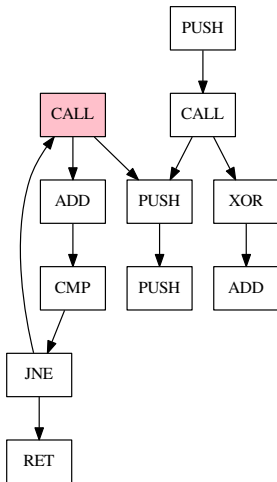 PUSH
CALL CALL
ADD PUSH XOR
CMP PUSH ADD
JNE
RET